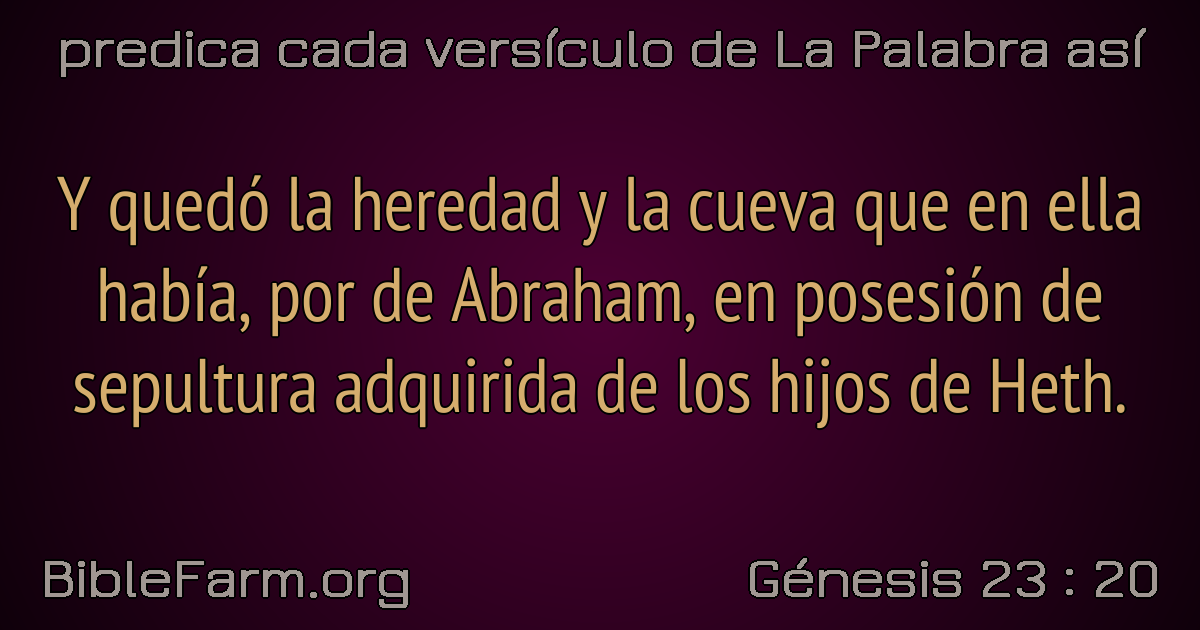 predica cada versículo de La Palabra así
Y quedó la heredad y la cueva que en ella
había, por de Abraham, en posesión de
sepultura adquirida de los hijos de Heth.
BibleFarm.org
Génesis 23 : 20